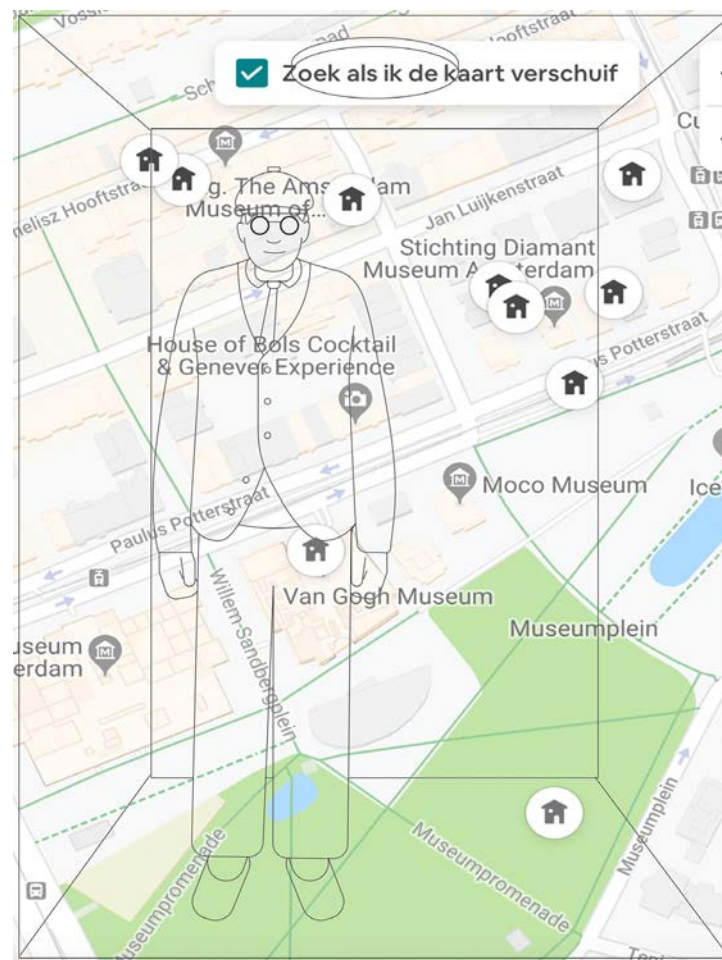 Zoek als ik de kaart verschuif
Jan Luijkenstraat
Museum of...
Stichting Diamant
House of Bols Cocktail
& Genever Experience
Paulus Potterstraat
Moco Museum
Van Gogh Museum
Museumplein
Willem-Sandbergplein
Museumplein
Museumpromenade
Museumpromenade